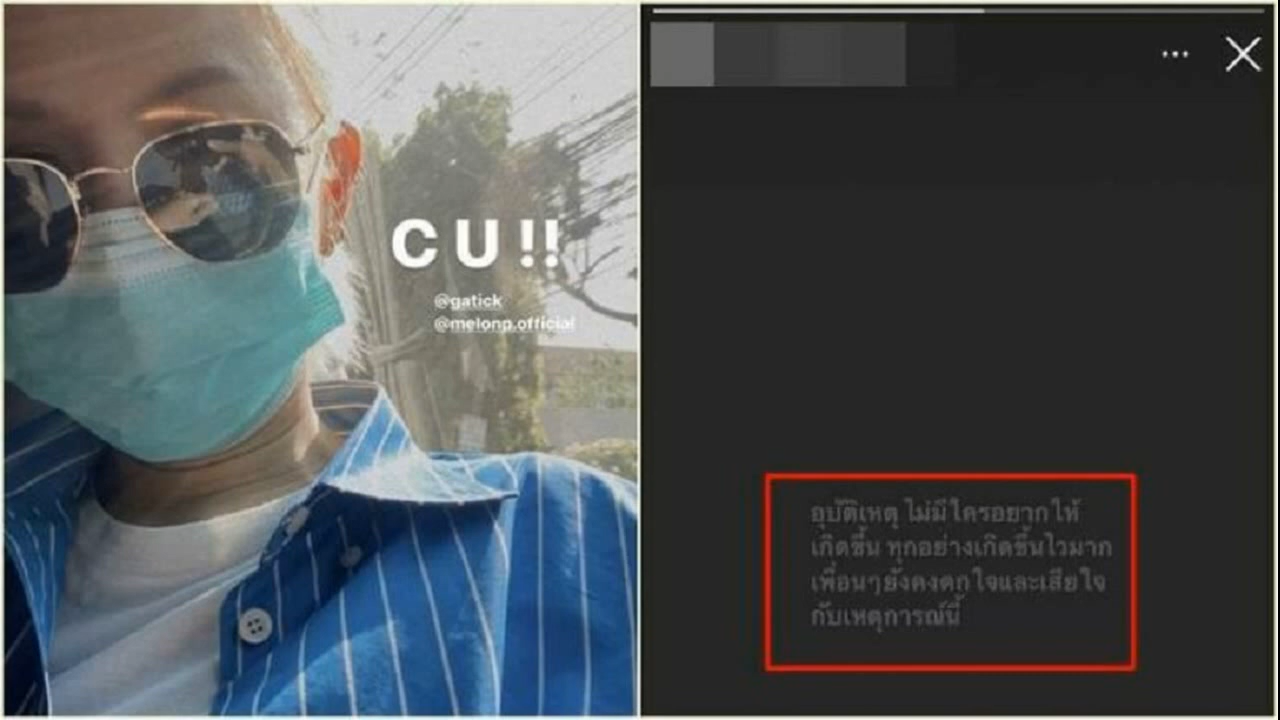 C U !!
@gatick
@melonp.official
อุบัติเหตุ ไม่มีใครอยากให้
เกิดขึ้น ทุกอย่างเกิดขึ้นไวมาก
เพื่อนๆยังคงตกใจและเสียใจ
กับเหตุการณ์นี้